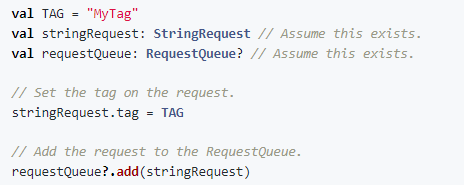 val TAG = "MyTag"
val stringRequest: StringRequest // Assume this exists.
val requestQueue: RequestQueue? // Assume this exists.
// Set the tag on the request.
stringRequest.tag = TAG
// Add the request to the RequestQueue.
requestQueue?.add(stringRequest)